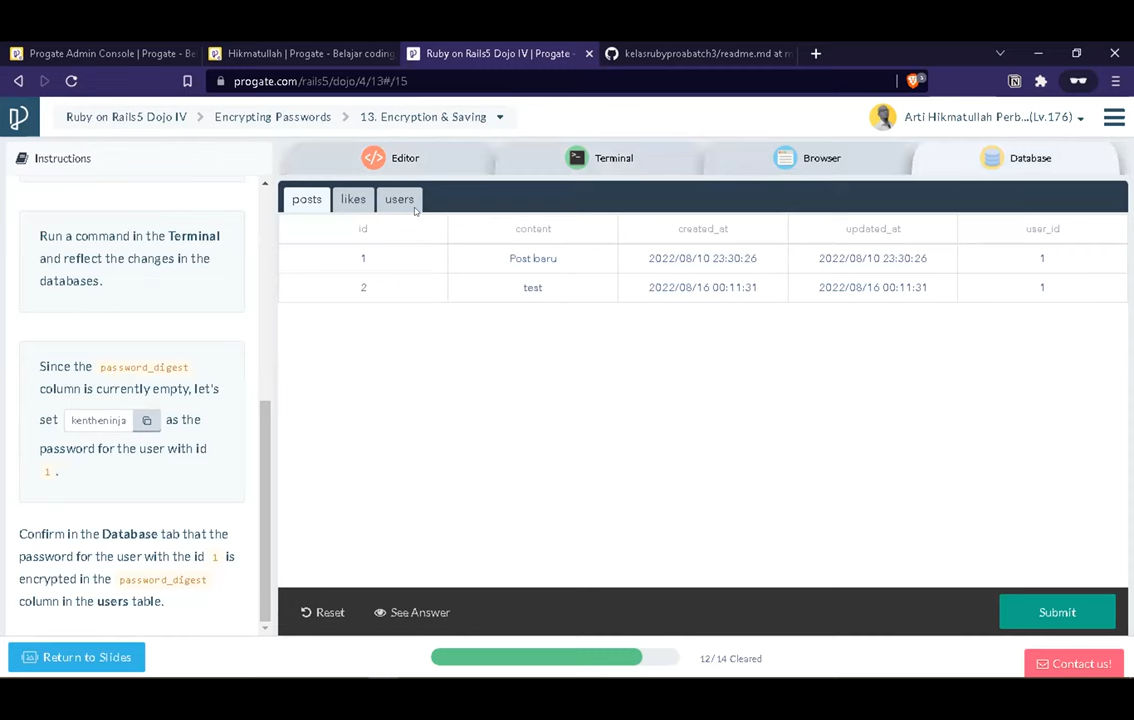 Progate Admin Console | Progate - Be
Hikmatullah | Progate - Belajar coding
Ruby on Rails5 Dojo IV | Progate -
kelasrubyproabatch3/readme.md at m
progate.com/rails5/dojo/4/13#/15
Ruby on Rails5 Dojo IV
Encrypting Passwords
13. Encryption & Saving
Arti Hikmatullah Perb...(Lv.176)
Instructions
Editor
Terminal
Browser
Database
Run a command in the Terminal
and reflect the changes in the
databases.
Since the password_digest
column is currently empty, let's
set kentheninja as the
password for the user with id
1 .
Confirm in the Database tab that the
password for the user with the id 1 is
encrypted in the password_digest
column in the users table.
posts likes users
id content created_at updated_at user_id
1 Post baru 2022/08/10 23:30:26 2022/08/10 23:30:26 1
2 test 2022/08/16 00:11:31 2022/08/16 00:11:31 1
Reset
See Answer
Submit
Return to Slides
12/14 Cleared
Contact us!